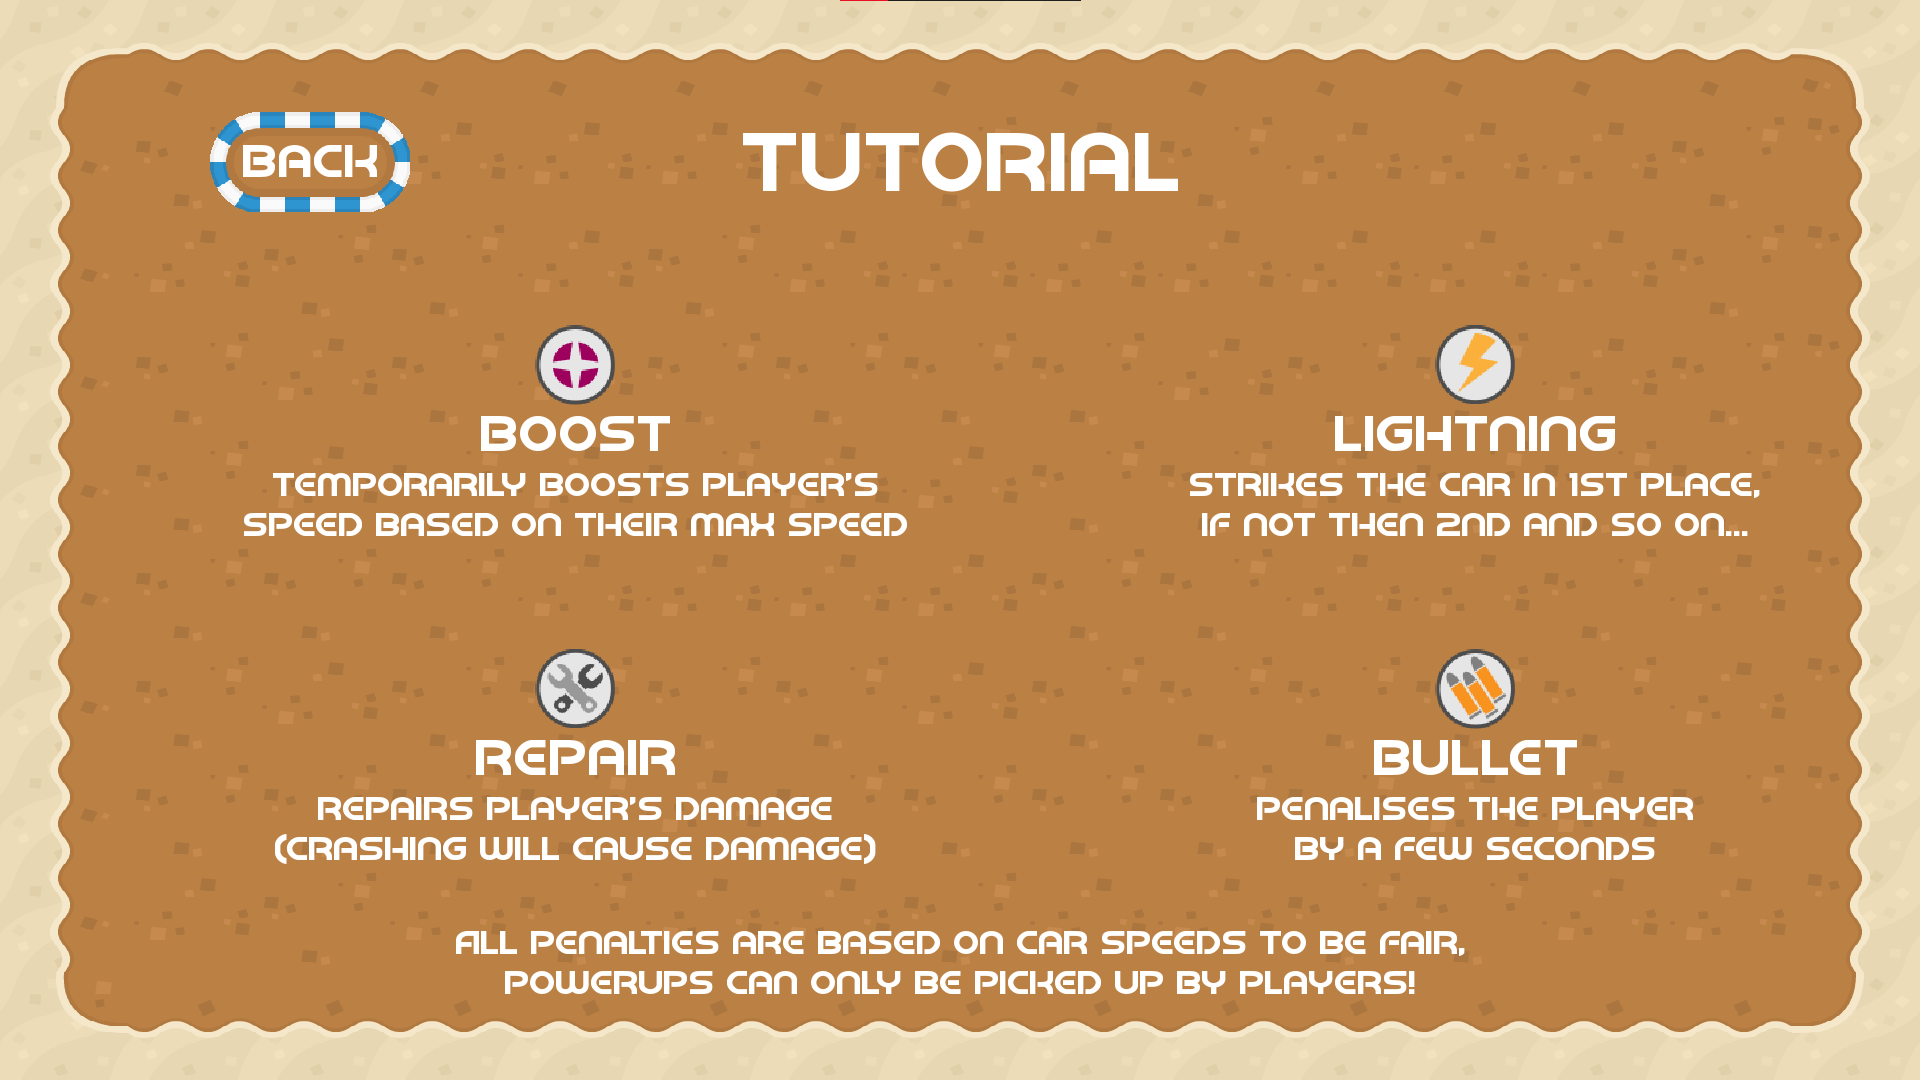 BACK
TUTORIAL
BOOST
TEMPORARILY BOOSTS PLAYER'S
SPEED BASED ON THEIR MAX SPEED
LIGHTNING
STRIKES THE CAR IN 1ST PLACE,
IF NOT THEN 2ND AND SO ON...
REPAIR
REPAIRS PLAYER'S DAMAGE
(CRASHING WILL CAUSE DAMAGE)
BULLET
PENALISES THE PLAYER
BY A FEW SECONDS
ALL PENALTIES ARE BASED ON CAR SPEEDS TO BE FAIR,
POWERUPS CAN ONLY BE PICKED UP BY PLAYERS!